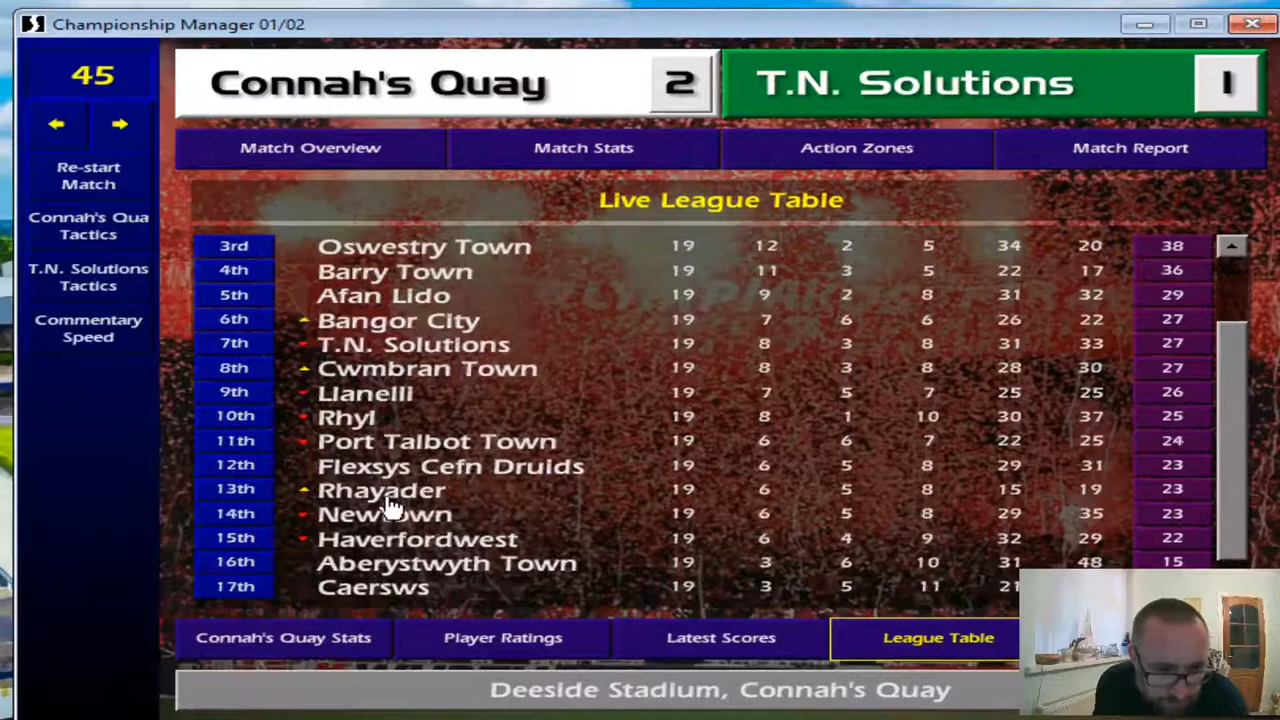 Championship Manager 01/02
45
Connah's Quay 2 T.N. Solutions 1
Match Overview Match Stats Action Zones Match Report
Re-start
Match
Connah's Qua
Tactics
T.N. Solutions
Tactics
Commentary
Speed
Live League Table
3rd Oswestry Town 19 12 2 5 34 20 38
4th Barry Town 19 11 3 5 22 17 36
5th Afan Lido 19 9 2 8 31 32 29
6th Bangor City 19 7 6 6 26 22 27
7th T.N. Solutions 19 8 3 8 31 33 27
8th Cwmbran Town 19 8 3 8 28 30 27
9th Llanelli 19 7 5 7 25 25 26
10th Rhyl 19 8 1 10 30 37 25
11th Port Talbot Town 19 6 6 7 22 25 24
12th Flexsys Cefn Druids 19 6 5 8 29 31 23
13th Rhayader 19 6 5 8 15 19 23
14th Newtown 19 6 5 8 29 35 23
15th Haverfordwest 19 6 4 9 32 29 22
16th Aberystwyth Town 19 3 6 10 31 48 15
17th Caersws 19 3 5 11
Connah's Quay Stats Player Ratings Latest Scores League Table
Deeside Stadium, Connah's Quay